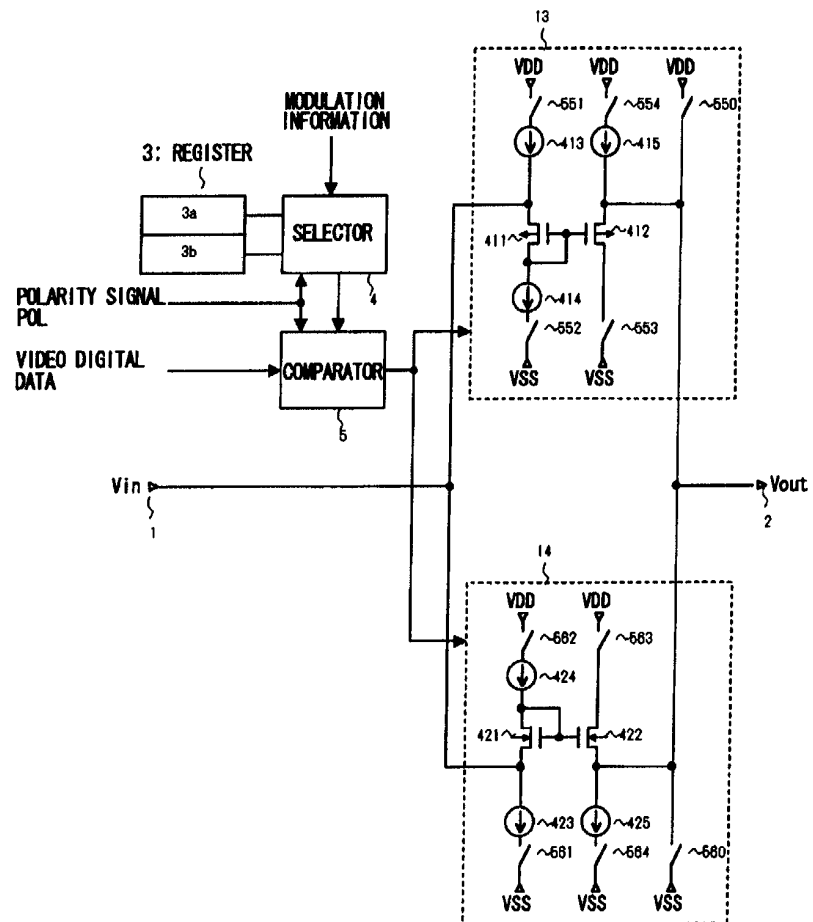 13
VDD VDD VDD
551 554 550
MODULATION
INFORMATION
413 415
3: REGISTER
3a
3b
SELECTOR
4
411 412
414
POLARITY SIGNAL
POL
552 553
VSS VSS
VIDEO DIGITAL
DATA
COMPARATOR
5
Vin
1
Vout
2
14
VDD VDD
562 563
424
421 422
423 425
561 564 560
VSS VSS VSS